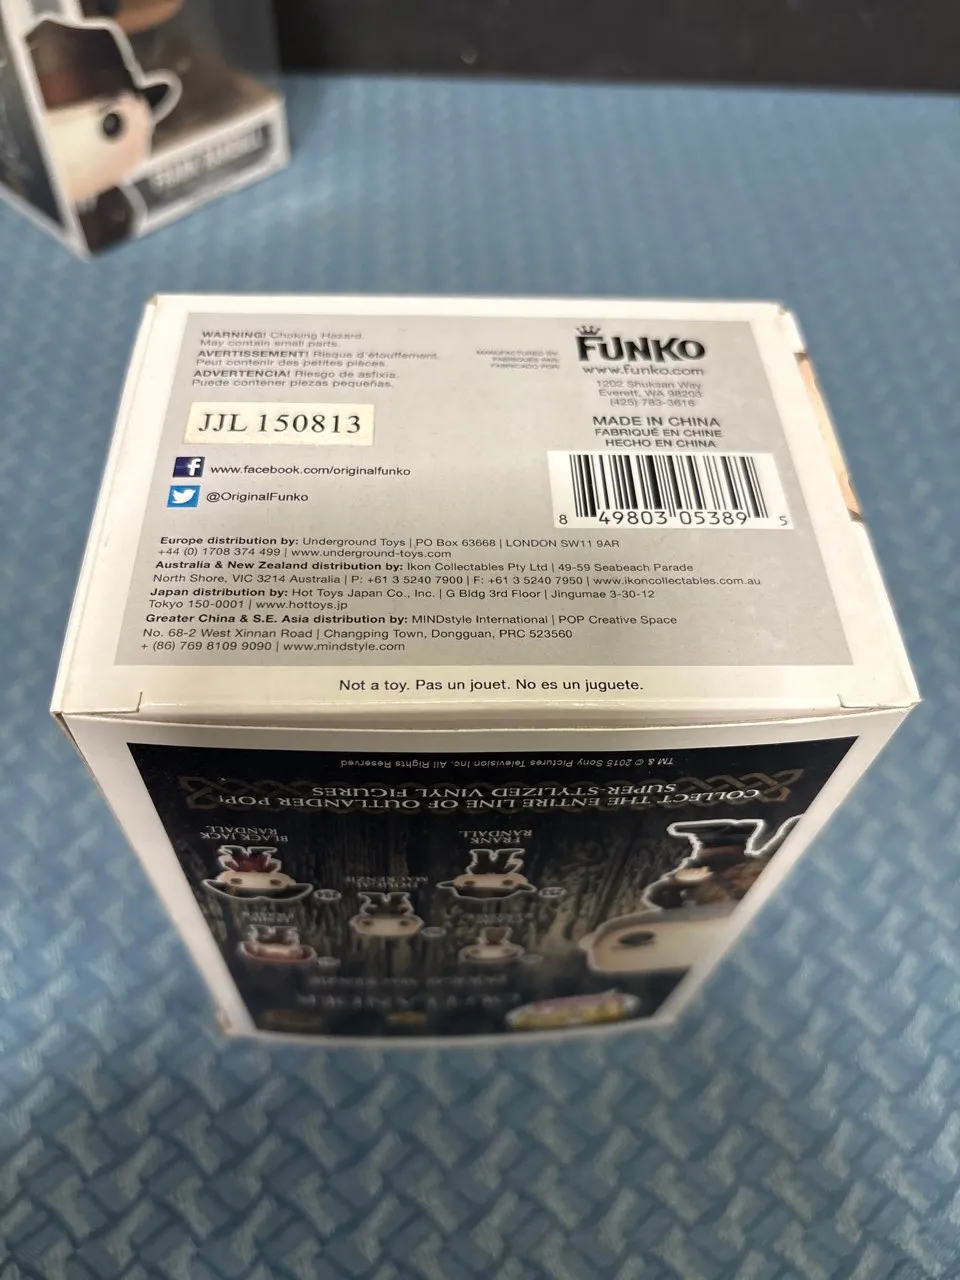 FRANK RANDALL
WARNING! Choking Hazard.
May contain small parts.
AVERTISSEMENT! Risque d'étouffement.
Peut contenir des petites pièces.
ADVERTENCIA! Riesgo de asfixia.
Puede contener piezas pequeñas.
MANUFACTURED BY
FABRIQUÉS PAR:
FABRICADO POR:
FUNKO
www.funko.com
1202 Shuksan Way
Everett, WA 98203
(425) 783-3616
MADE IN CHINA
FABRIQUÉ EN CHINE
HECHO EN CHINA
JJL 150813
f www.facebook.com/originalfunko
@OriginalFunko
8 49803 05389 5
Europe distribution by: Underground Toys | PO Box 63668 | LONDON SW11 9AR
+44 (0) 1708 374 499 | www.underground-toys.com
Australia & New Zealand distribution by: Ikon Collectables Pty Ltd | 49-59 Seabeach Parade
North Shore, VIC 3214 Australia | P: +61 3 5240 7900 | F: +61 3 5240 7950 | www.ikoncollectables.com.au
Japan distribution by: Hot Toys Japan Co., Inc. | G Bldg 3rd Floor | Jingumae 3-30-12
Tokyo 150-0001 | www.hottoys.jp
Greater China & S.E. Asia distribution by: MINDstyle International | POP Creative Space
No. 68-2 West Xinnan Road | Changping Town, Dongguan, PRC 523560
+ (86) 769 8109 9090 | www.mindstyle.com
Not a toy. Pas un jouet. No es un juguete.
TM & © 2015 Sony Pictures Television Inc. All Rights Reserved
COLLECT THE ENTIRE LINE OF OUTLANDER POP!
SUPER-STYLIZED VINYL FIGURES
FRANK
RANDALL
BLACK JACK
RANDALL
DOUGAL
MACKENZIE
OUTLANDER